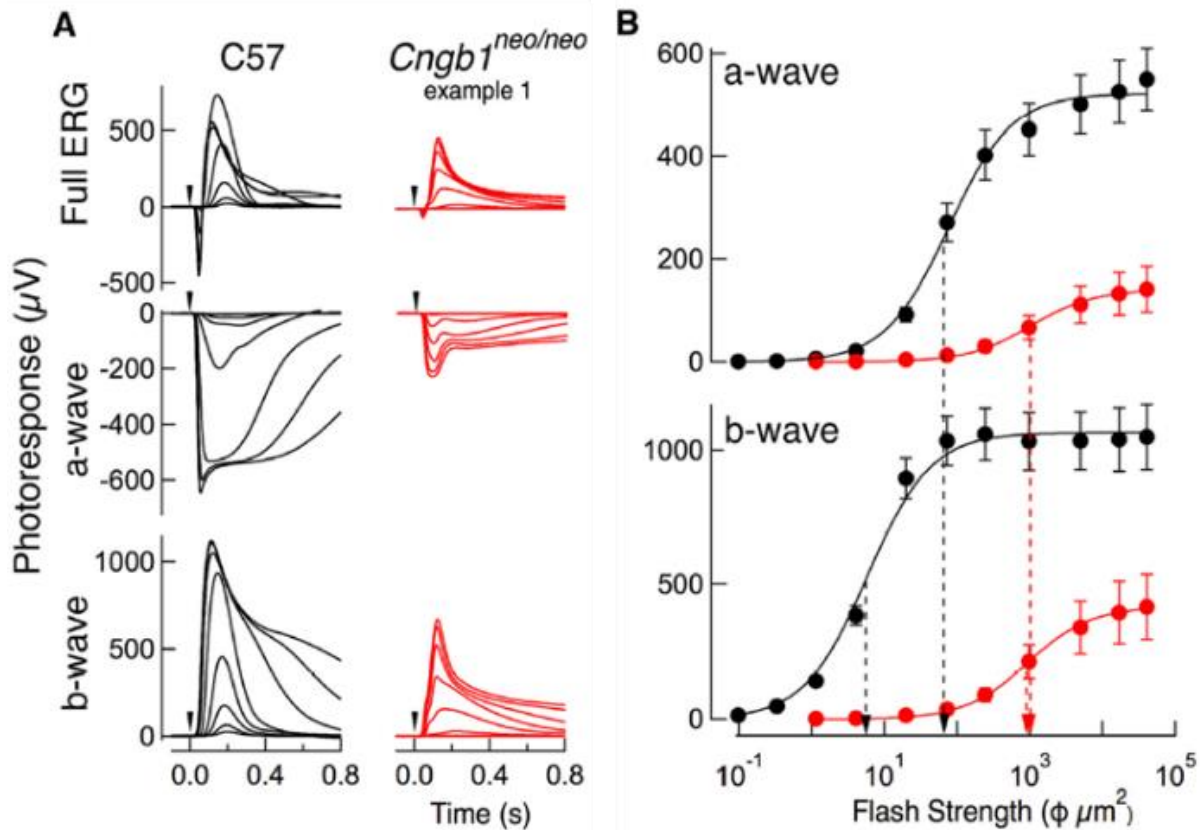 A
C57
Cngb1neo/neo
example 1
Full ERG
500
0
-500
a-wave
0
-200
-400
-600
b-wave
1000
500
0
Photoresponse (µV)
0.0 0.4 0.8
0.0 0.4 0.8
Time (s)
B
a-wave
600
400
200
0
b-wave
1000
500
0
10-1 101 103 105
Flash Strength (ϕ µm2)